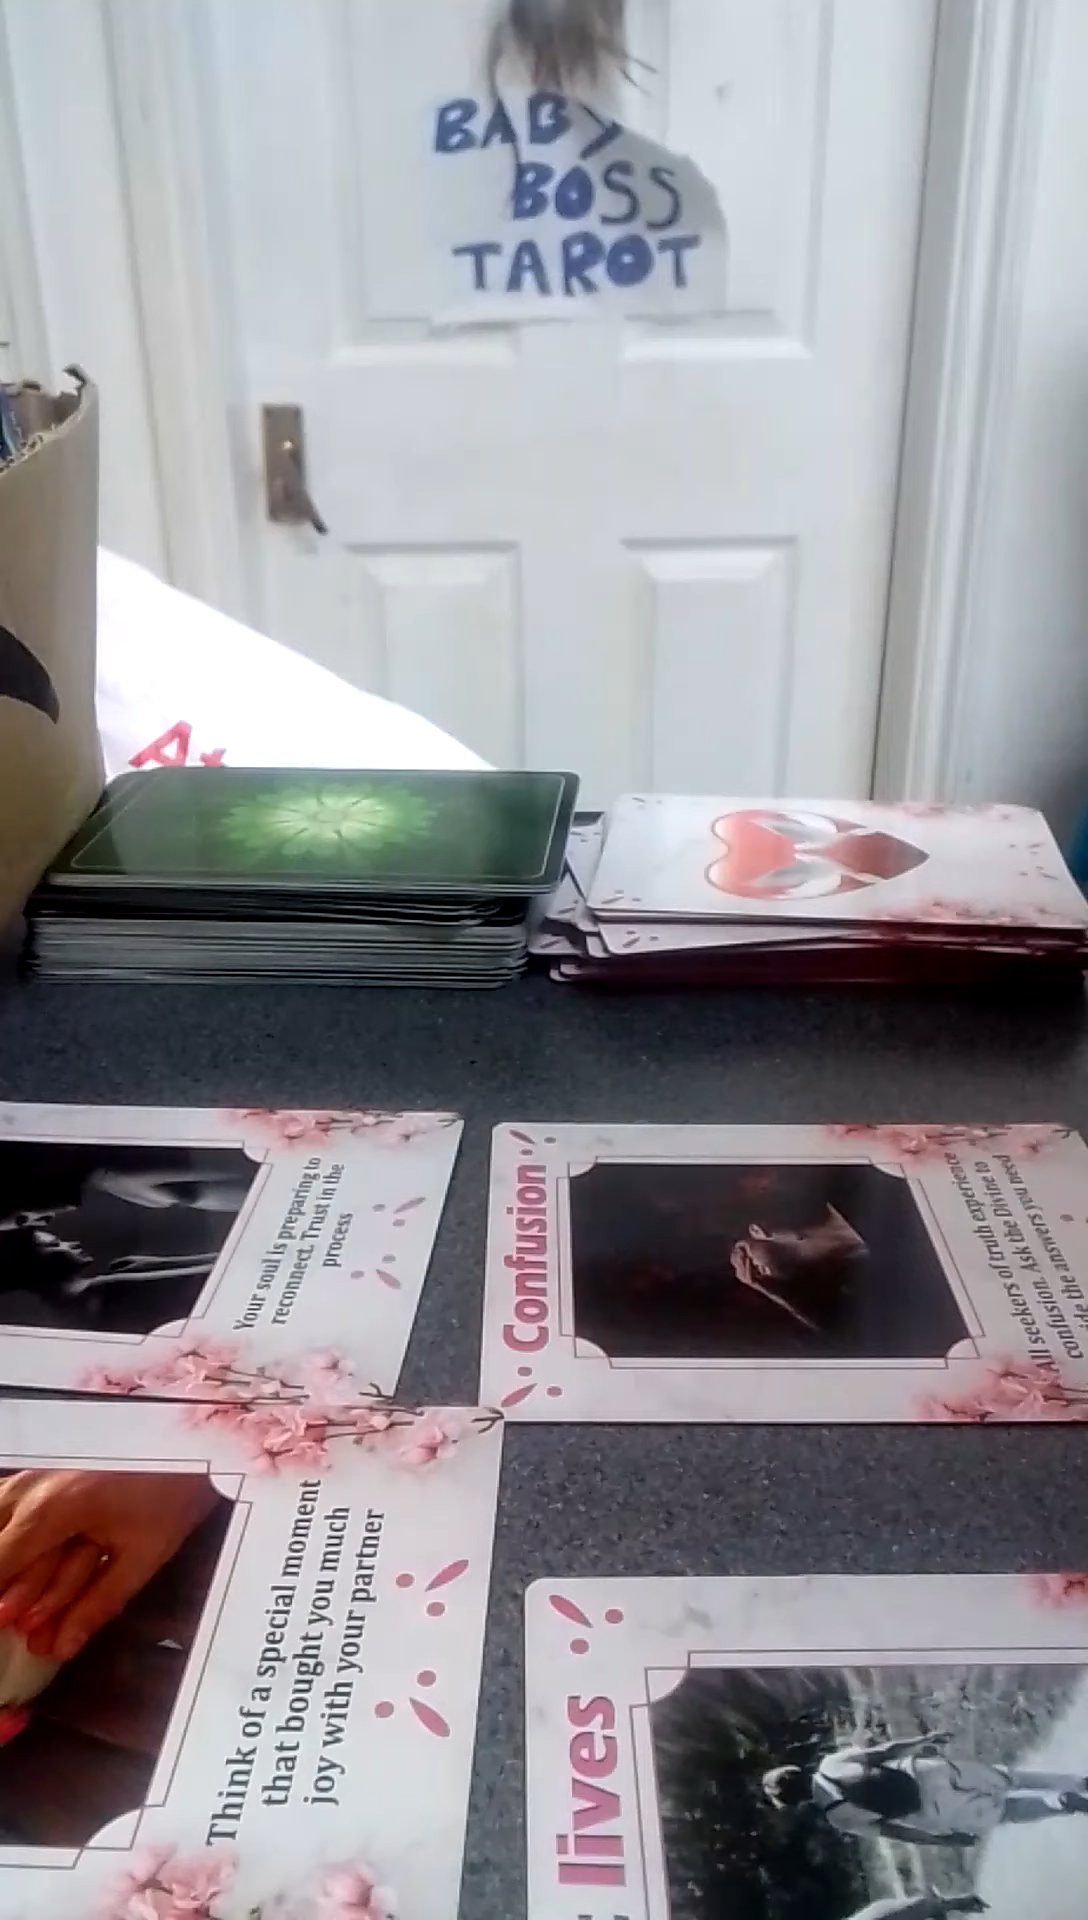 BABY
BOSS
TAROT
A+
Your soul is preparing to
reconnect. Trust in the
process
Confusion
All seekers of truth experience
confusion. Ask the Divine to
the answers you need
Think of a special moment
that bought you much
joy with your partner
lives